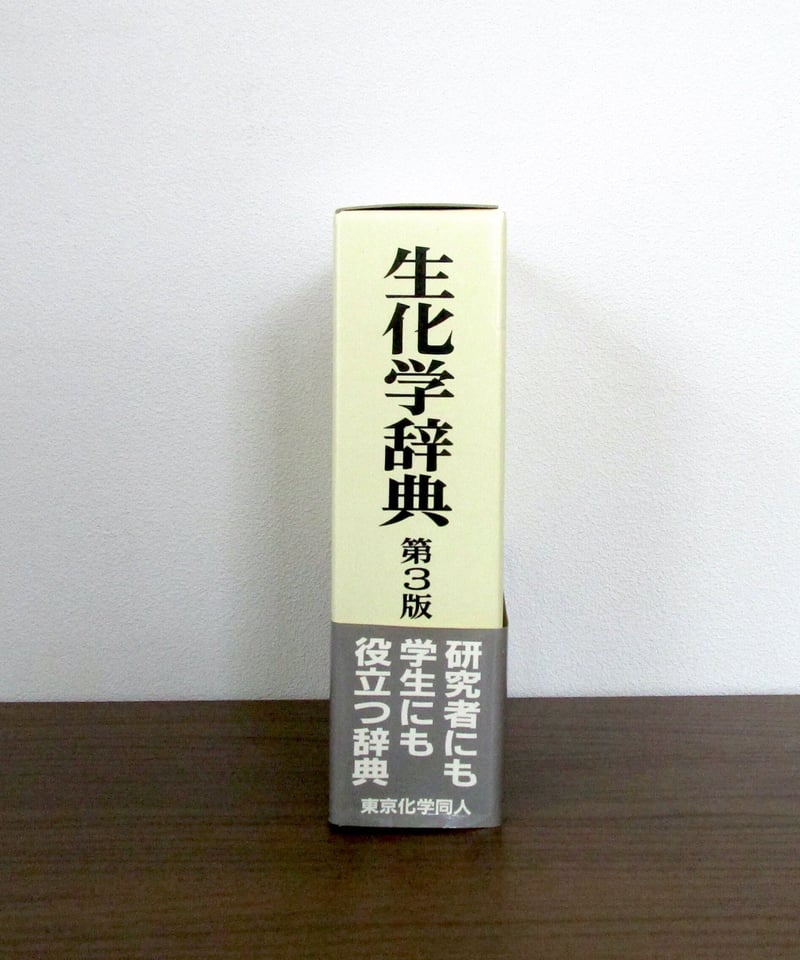 生化学辞典
第3版
研究者にも
学生にも
役立つ辞典
東京化学同人